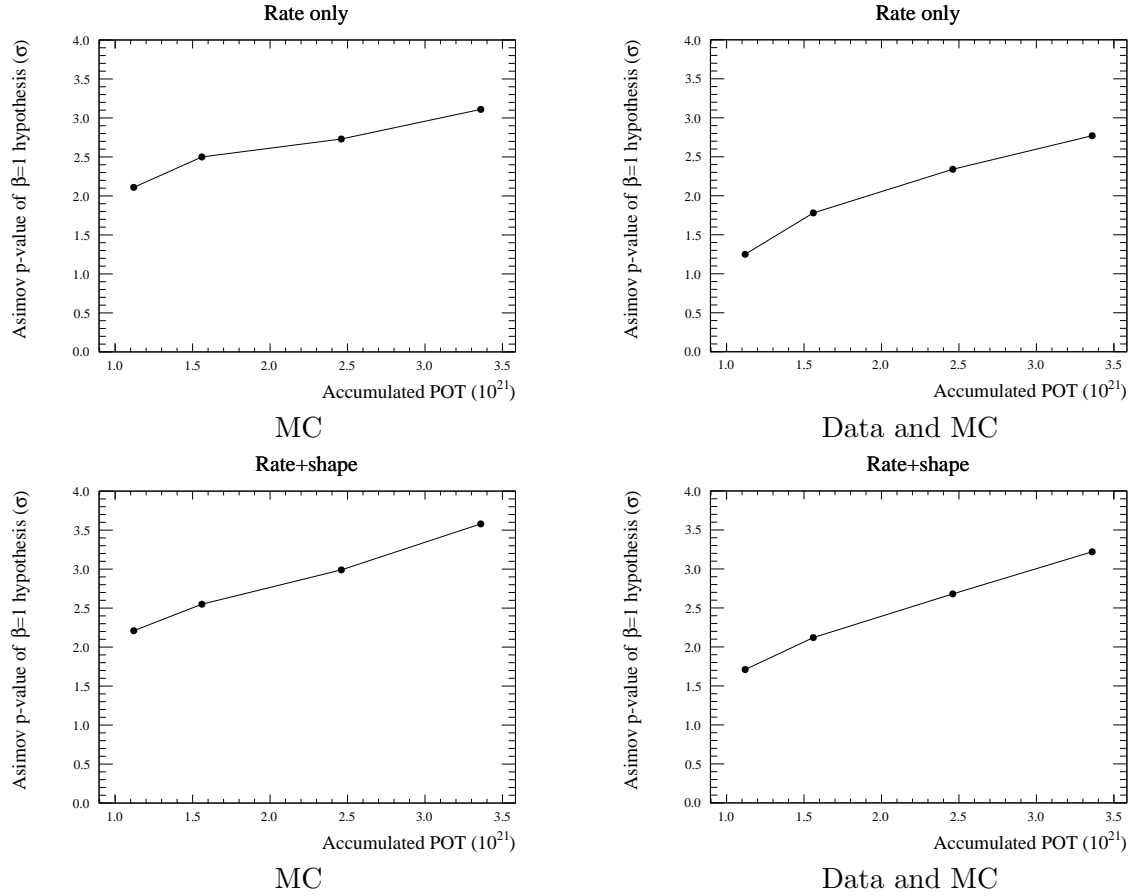 Rate only
Asimov p-value of β=1 hypothesis (σ)
4.0
3.5
3.0
2.5
2.0
1.5
1.0
0.5
0.0
1.0 1.5 2.0 2.5 3.0 3.5
Accumulated POT (10²¹)
MC
Rate only
Asimov p-value of β=1 hypothesis (σ)
4.0
3.5
3.0
2.5
2.0
1.5
1.0
0.5
0.0
1.0 1.5 2.0 2.5 3.0 3.5
Accumulated POT (10²¹)
Data and MC
Rate+shape
Asimov p-value of β=1 hypothesis (σ)
4.0
3.5
3.0
2.5
2.0
1.5
1.0
0.5
0.0
1.0 1.5 2.0 2.5 3.0 3.5
Accumulated POT (10²¹)
MC
Rate+shape
Asimov p-value of β=1 hypothesis (σ)
4.0
3.5
3.0
2.5
2.0
1.5
1.0
0.5
0.0
1.0 1.5 2.0 2.5 3.0 3.5
Accumulated POT (10²¹)
Data and MC